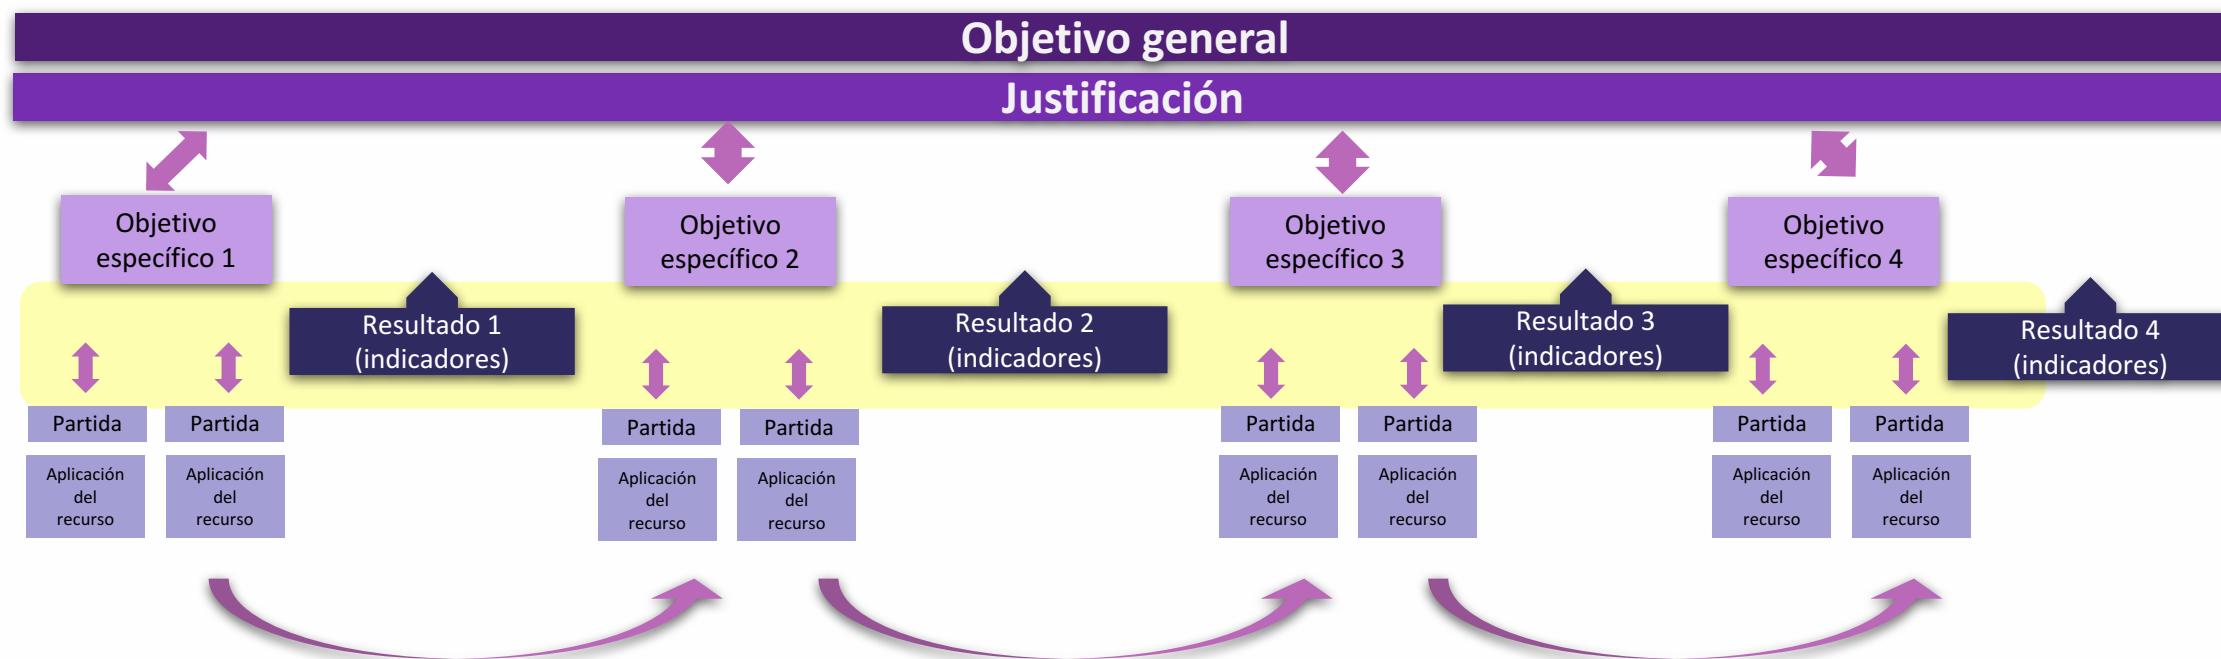 Objetivo general
Justificación
Objetivo
específico 1
Objetivo
específico 2
Objetivo
específico 3
Objetivo
específico 4
Resultado 1
(indicadores)
Resultado 2
(indicadores)
Resultado 3
(indicadores)
Resultado 4
(indicadores)
Partida
Partida
Partida
Partida
Partida
Partida
Partida
Partida
Aplicación
del
recurso
Aplicación
del
recurso
Aplicación
del
recurso
Aplicación
del
recurso
Aplicación
del
recurso
Aplicación
del
recurso
Aplicación
del
recurso
Aplicación
del
recurso